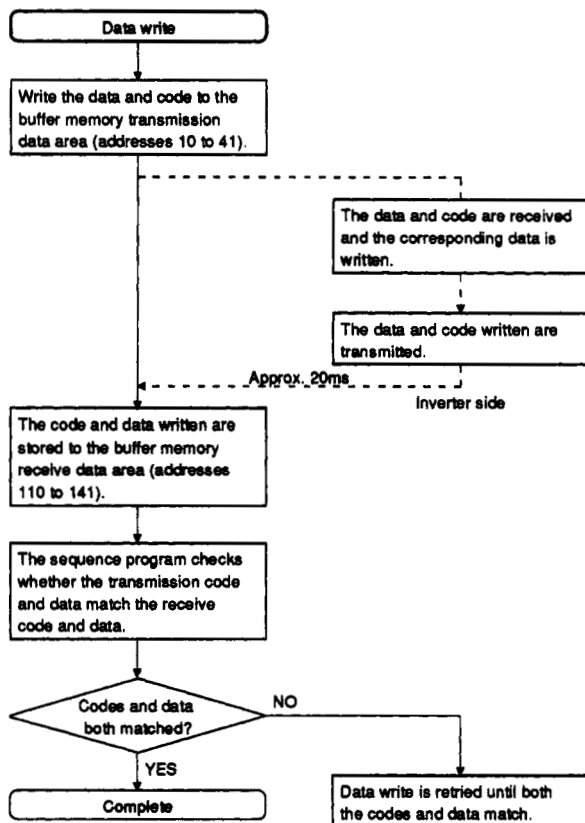 Data write
Write the data and code to the
buffer memory transmission
data area (addresses 10 to 41).
The data and code are received
and the corresponding data is
written.
The data and code written are
transmitted.
Approx. 20ms
Inverter side
The code and data written are
stored to the buffer memory
receive data area (addresses
110 to 141).
The sequence program checks
whether the transmission code
and data match the receive
code and data.
Codes and data
both matched?
NO
YES
Complete
Data write is retried until both
the codes and data match.